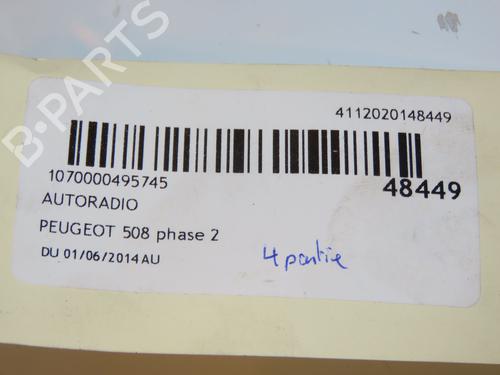 B-PARTS
4112020148449
1070000495745
48449
AUTORADIO
PEUGEOT 508 phase 2
DU 01/06/2014 AU
4 partie